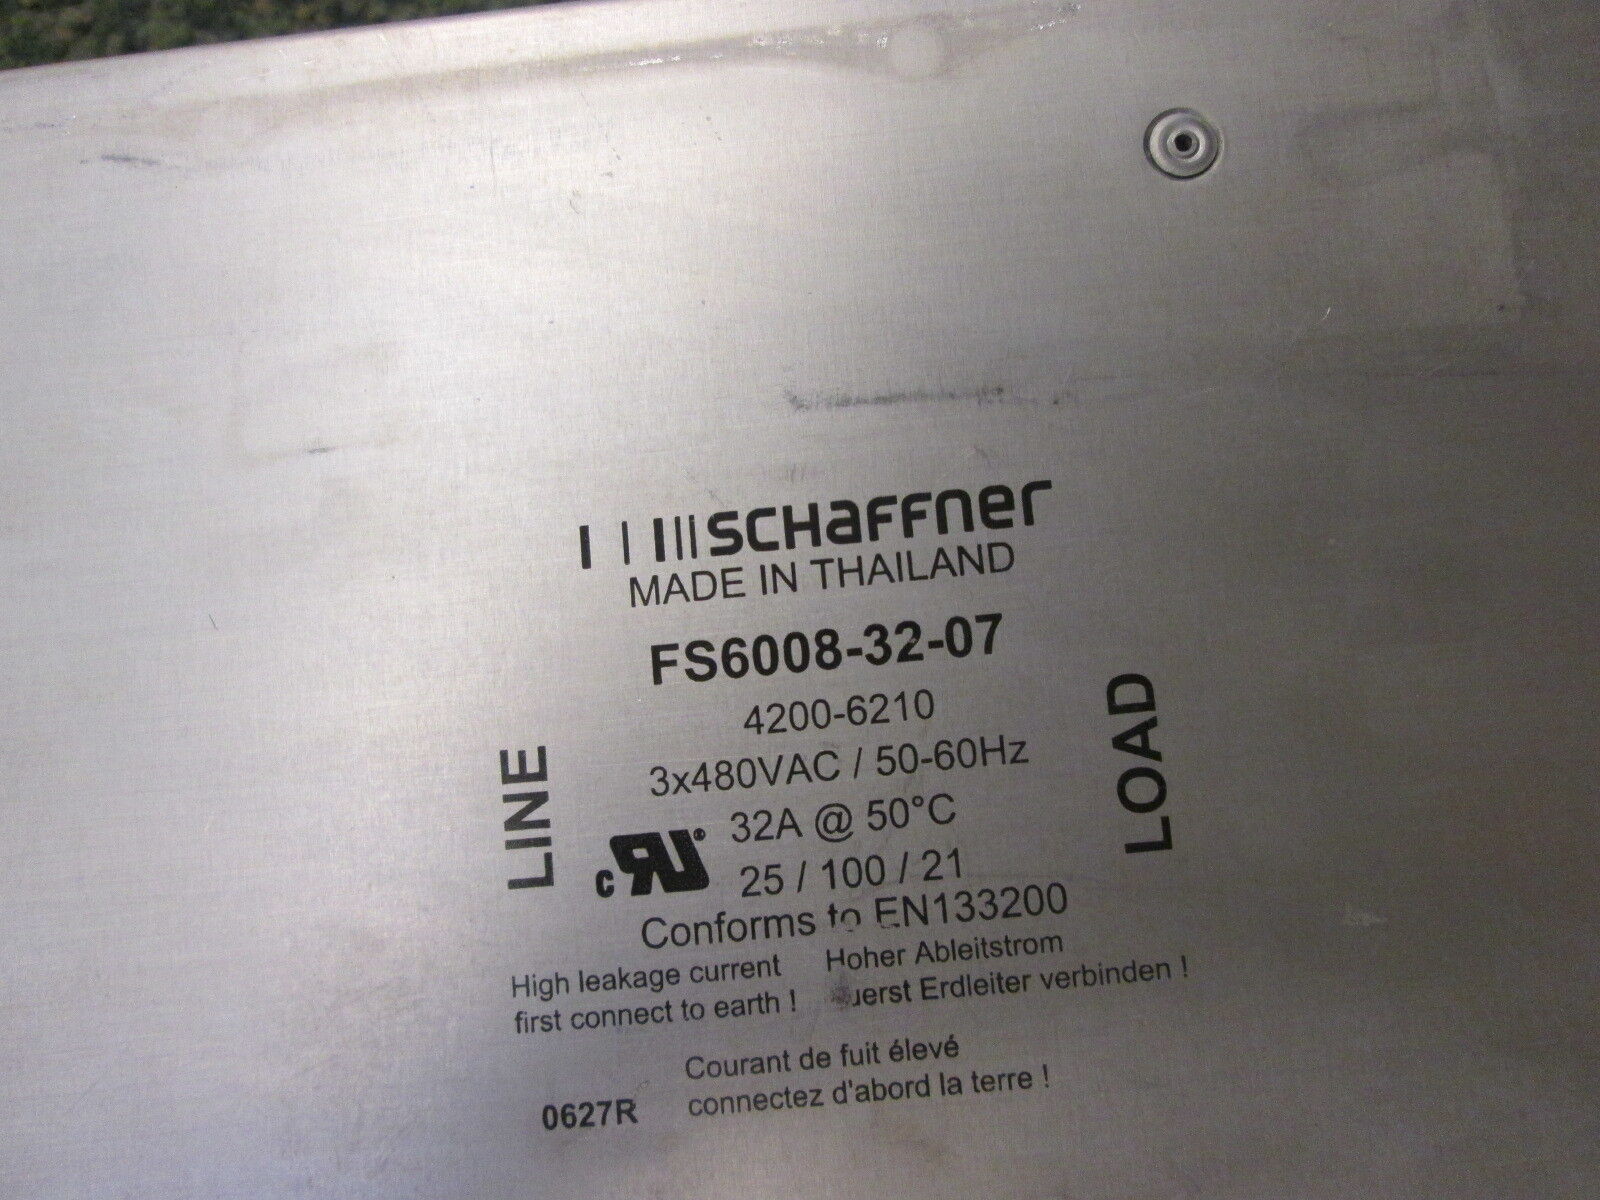 SCHaFFner
MADE IN THAILAND
FS6008-32-07
4200-6210
3x480VAC / 50-60Hz
32A @ 50°C
25 / 100 / 21
Conforms to EN133200
LINE
LOAD
c RU ®
High leakage current
first connect to earth !
Hoher Ableitstrom
Erdleiter verbinden !
Courant de fuit élevé
connectez d'abord la terre !
0627R